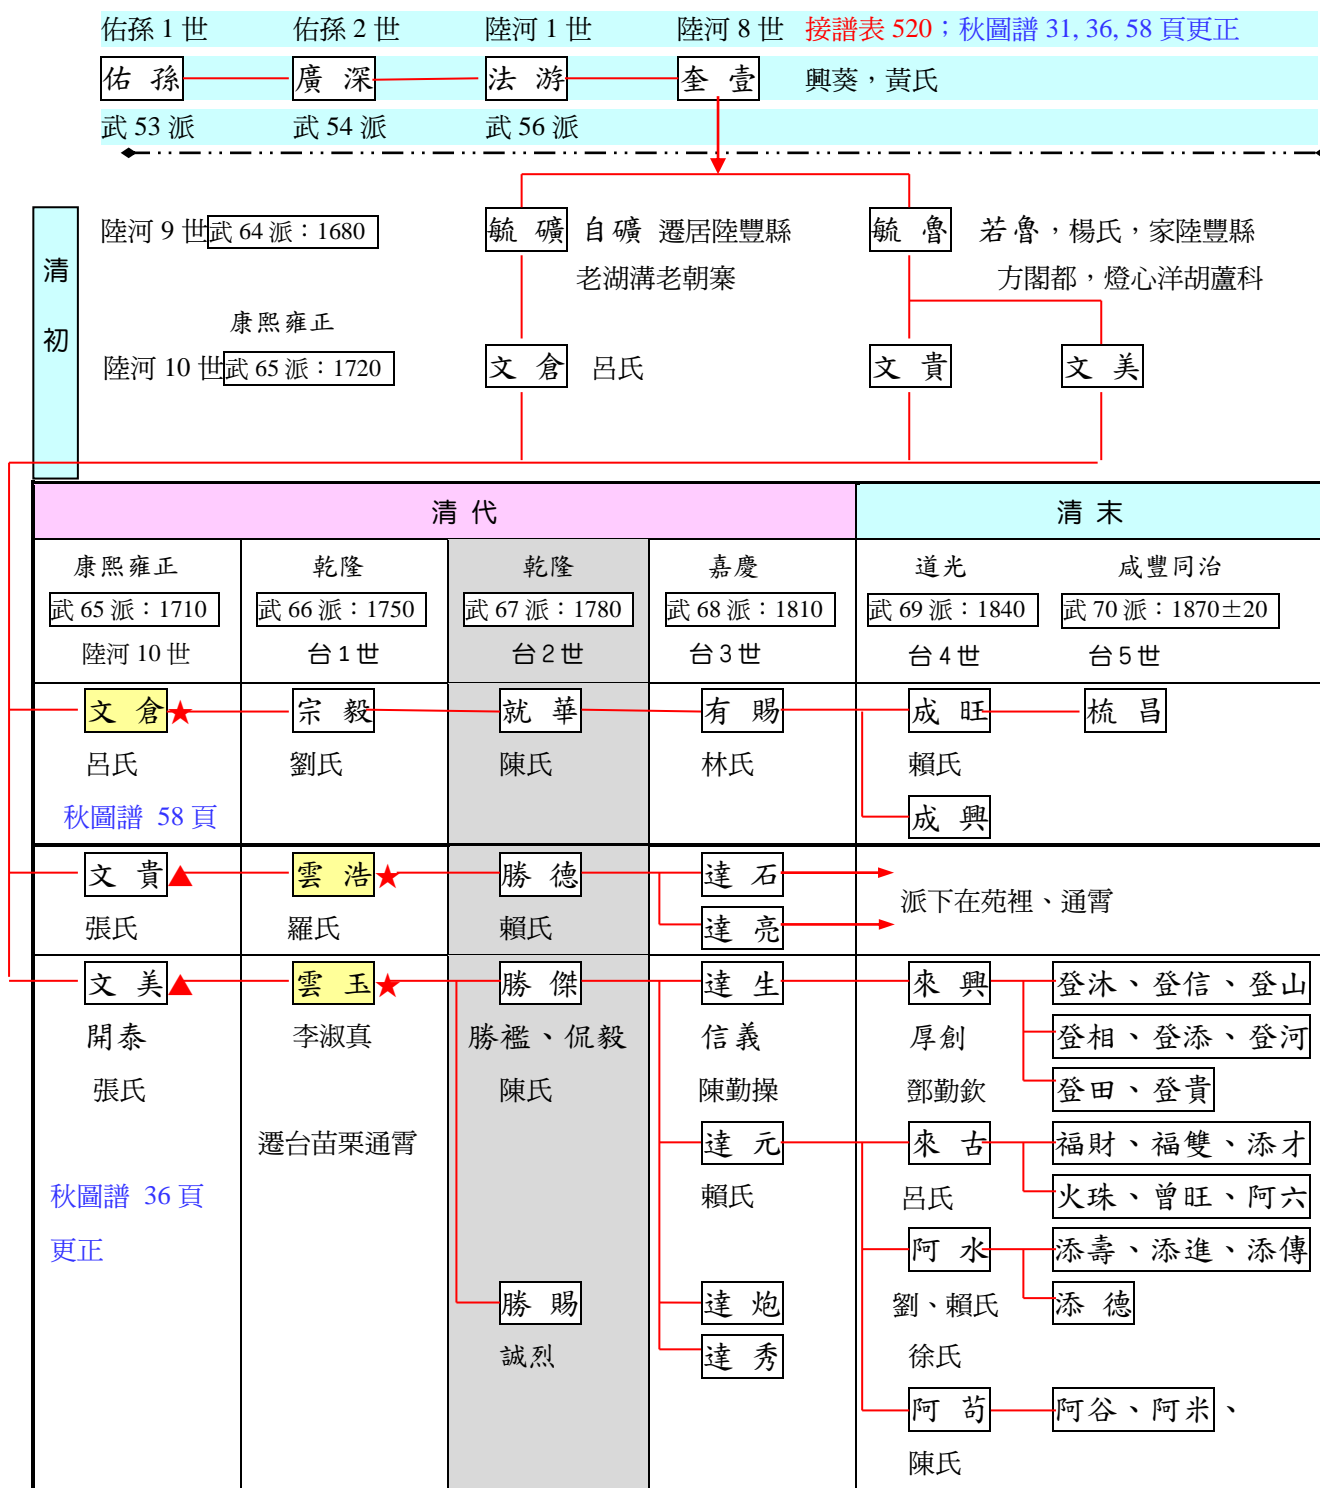 佑孫 1 世 佑孫 2 世 陸河 1 世 陸河 8 世 接譜表 520；秋圖譜 31, 36, 58 頁更正
佑 孫 廣 深 法 游 奎 壹 興葵，黃氏
武 53 派 武 54 派 武 56 派
陸河 9 世 武 64 派：1680 毓 礦 自礦 遷居陸豐縣 毓 魯 若魯，楊氏，家陸豐縣
老湖溝老朝寨 方閣都，燈心洋胡蘆科
清初
康熙雍正
陸河 10 世 武 65 派：1720 文 倉 呂氏 文 貴 文 美
清 代 清 末
康熙雍正 乾隆 乾隆 嘉慶 道光 咸豐同治
武 65 派：1710 武 66 派：1750 武 67 派：1780 武 68 派：1810 武 69 派：1840 武 70 派：1870±20
陸河 10 世 台 1 世 台 2 世 台 3 世 台 4 世 台 5 世
文 倉★ 宗 毅 就 華 有 賜 成 旺 梳 昌
呂氏 劉氏 陳氏 林氏 賴氏
秋圖譜 58 頁 成 興
文 貴▲ 雲 浩★ 勝 德 達 石
派下在苑裡、通霄
張氏 羅氏 賴氏 達 亮
文 美▲ 雲 玉★ 勝 傑 達 生 來 興 登沐、登信、登山
開泰 李淑真 勝襤、侃毅 信義 厚創 登相、登添、登河
張氏 陳氏 陳勤操 鄧勤欽 登田、登貴
遷台苗栗通霄 達 元 來 古 福財、福雙、添才
秋圖譜 36 頁 賴氏 呂氏 火珠、曾旺、阿六
更正 阿 水 添壽、添進、添傳
勝 賜 達 炮 劉、賴氏 添 德
誠烈 達 秀 徐氏
阿 苟 阿谷、阿米、
陳氏